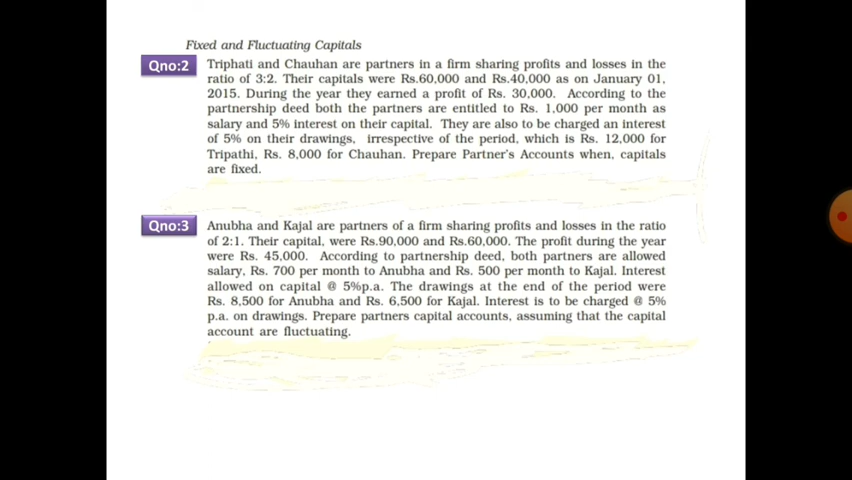 Fixed and Fluctuating Capitals
Qno:2
Triphati and Chauhan are partners in a firm sharing profits and losses in the
ratio of 3:2. Their capitals were Rs.60,000 and Rs.40,000 as on January 01,
2015. During the year they earned a profit of Rs. 30,000. According to the
partnership deed both the partners are entitled to Rs. 1,000 per month as
salary and 5% interest on their capital. They are also to be charged an interest
of 5% on their drawings, irrespective of the period, which is Rs. 12,000 for
Tripathi, Rs. 8,000 for Chauhan. Prepare Partner's Accounts when, capitals
are fixed.
Qno:3
Anubha and Kajal are partners of a firm sharing profits and losses in the ratio
of 2:1. Their capital, were Rs.90,000 and Rs.60,000. The profit during the year
were Rs. 45,000. According to partnership deed, both partners are allowed
salary, Rs. 700 per month to Anubha and Rs. 500 per month to Kajal. Interest
allowed on capital @ 5%p.a. The drawings at the end of the period were
Rs. 8,500 for Anubha and Rs. 6,500 for Kajal. Interest is to be charged @ 5%
p.a. on drawings. Prepare partners capital accounts, assuming that the capital
account are fluctuating.